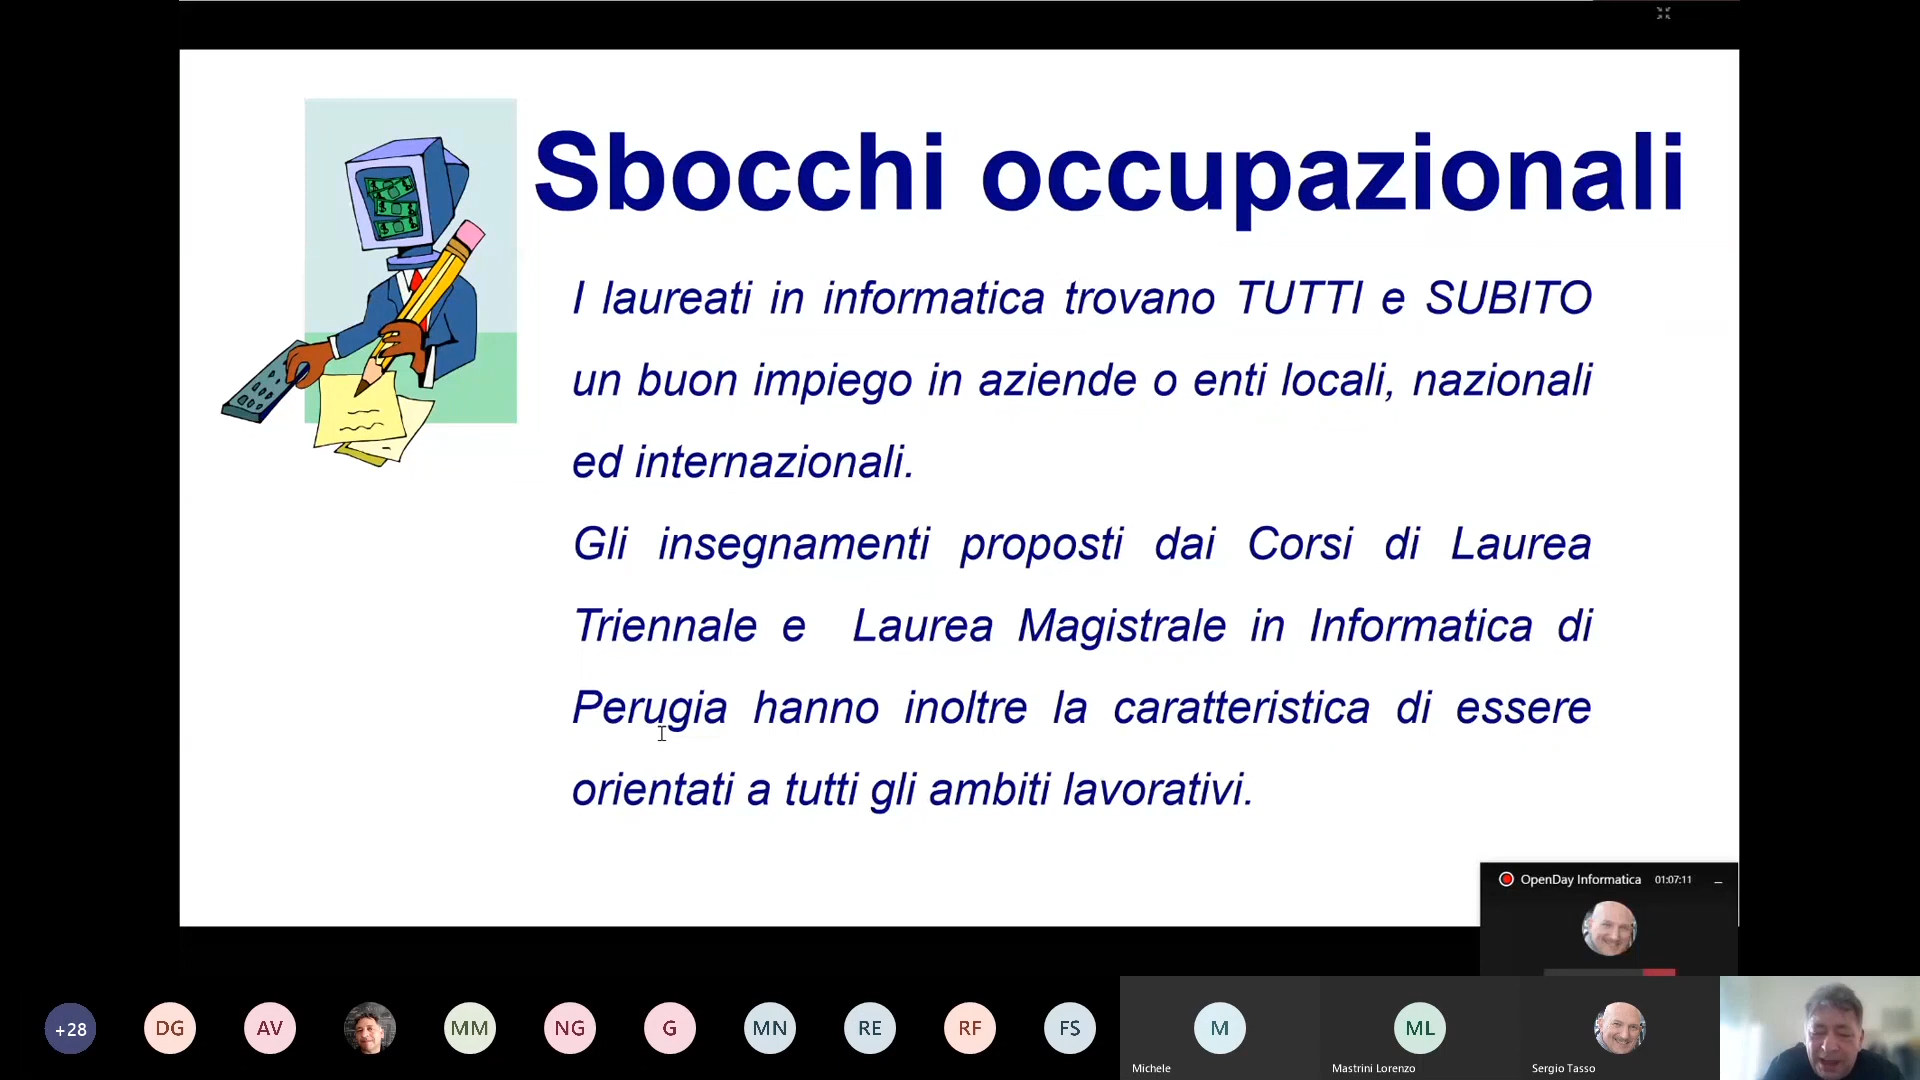 Sbocchi occupazionali
I laureati in informatica trovano TUTTI e SUBITO
un buon impiego in aziende o enti locali, nazionali
ed internazionali.
Gli insegnamenti proposti dai Corsi di Laurea
Triennale e Laurea Magistrale in Informatica di
Perugia hanno inoltre la caratteristica di essere
orientati a tutti gli ambiti lavorativi.
OpenDay Informatica 01:07:11
+28 DG AV MM NG G MN RE RF FS M ML
Michele Mastrini Lorenzo Sergio Tasso